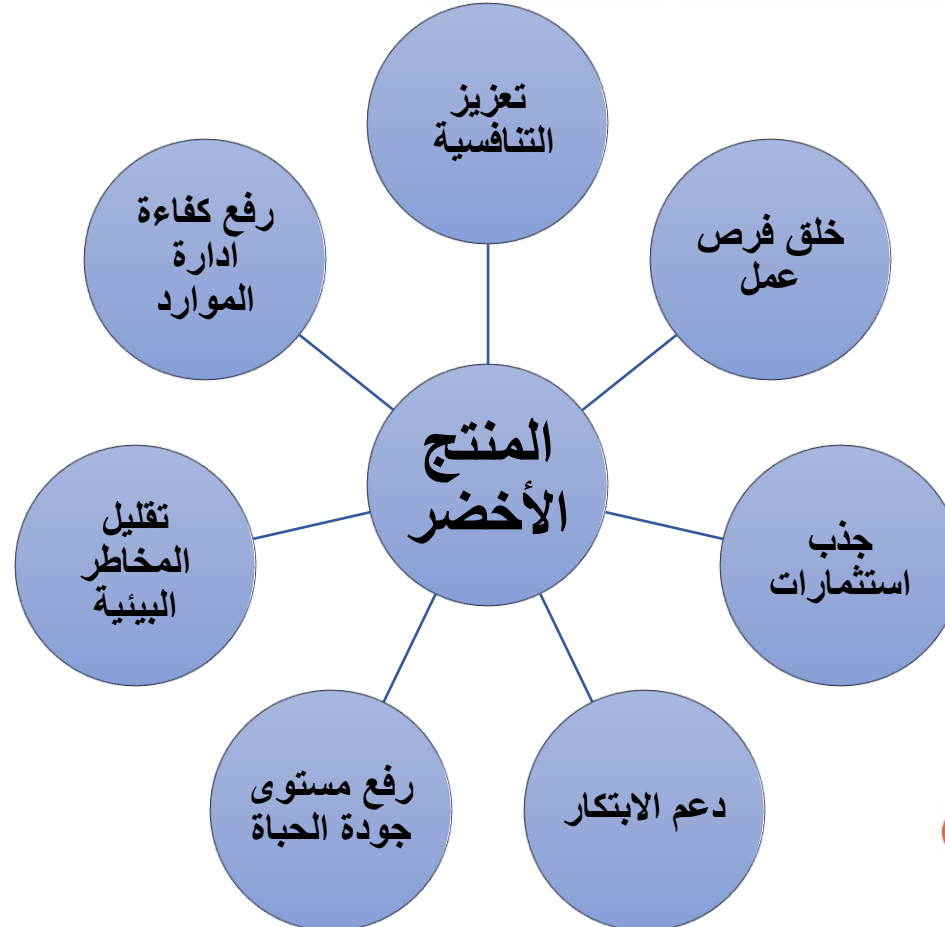 تعزيز
التنافسية
خلق فرص
عمل
جذب
استثمارات
دعم الابتكار
رفع مستوى
جودة الحباة
تقليل
المخاطر
البيئية
رفع كفاءة
ادارة
الموارد
المنتج
الأخضر